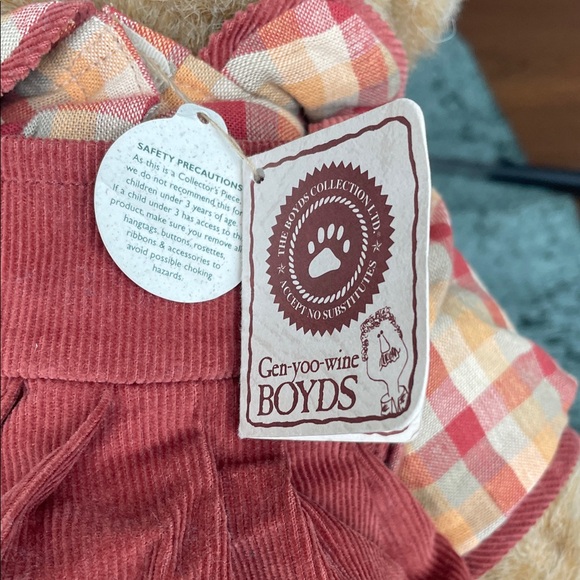 SAFETY PRECAUTIONS
As this is a Collector's Piece,
we do not recommend this for
children under 3 years of age.
If a child under 3 has access to the
product, make sure you remove all
hangtags, buttons, rosettes,
ribbons & accessories to
avoid possible choking
hazards.
THE BOYDS COLLECTION LTD.
ACCEPT NO SUBSTITUTES
Gen-yoo-wine
BOYDS